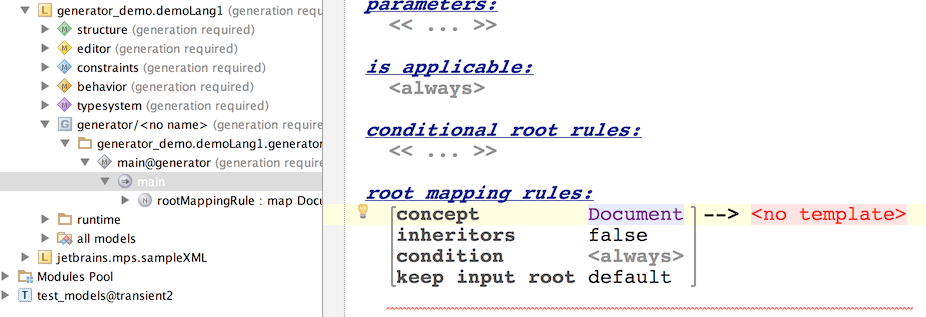 generator_demo.demoLang1 (generation required)
structure (generation required)
editor (generation required)
constraints (generation required)
behavior (generation required)
typesystem (generation required)
generator/<no name> (generation require
generator_demo.demoLang1.generator
main@generator (generation require
main
rootMappingRule : map Docu
runtime
all models
jetbrains.mps.sampleXML
Modules Pool
test_models@transient2
parameters:
<< ... >>
is applicable:
<always>
conditional root rules:
<< ... >>
root mapping rules:
concept Document --> <no template>
inheritors false
condition <always>
keep input root default